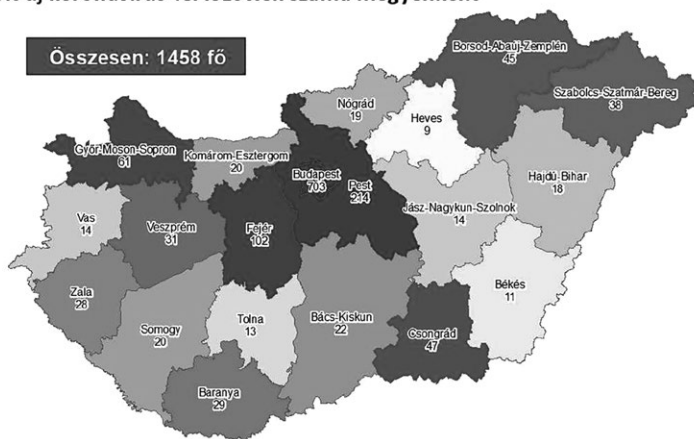 Összesen: 1458 fő
Borsod-Abaúj-Zemplén
45
Szabolcs-Szatmár-Bereg
38
Nógrád
19
Heves
9
Győr-Moson-Sopron
61
Komárom-Esztergom
20
Budapest
703
Pest
214
Hajdú-Bihar
18
Jász-Nagykun-Szolnok
14
Vas
14
Veszprém
31
Fejér
102
Zala
28
Somogy
20
Tolna
13
Bács-Kiskun
22
Békés
11
Csongrád
47
Baranya
29